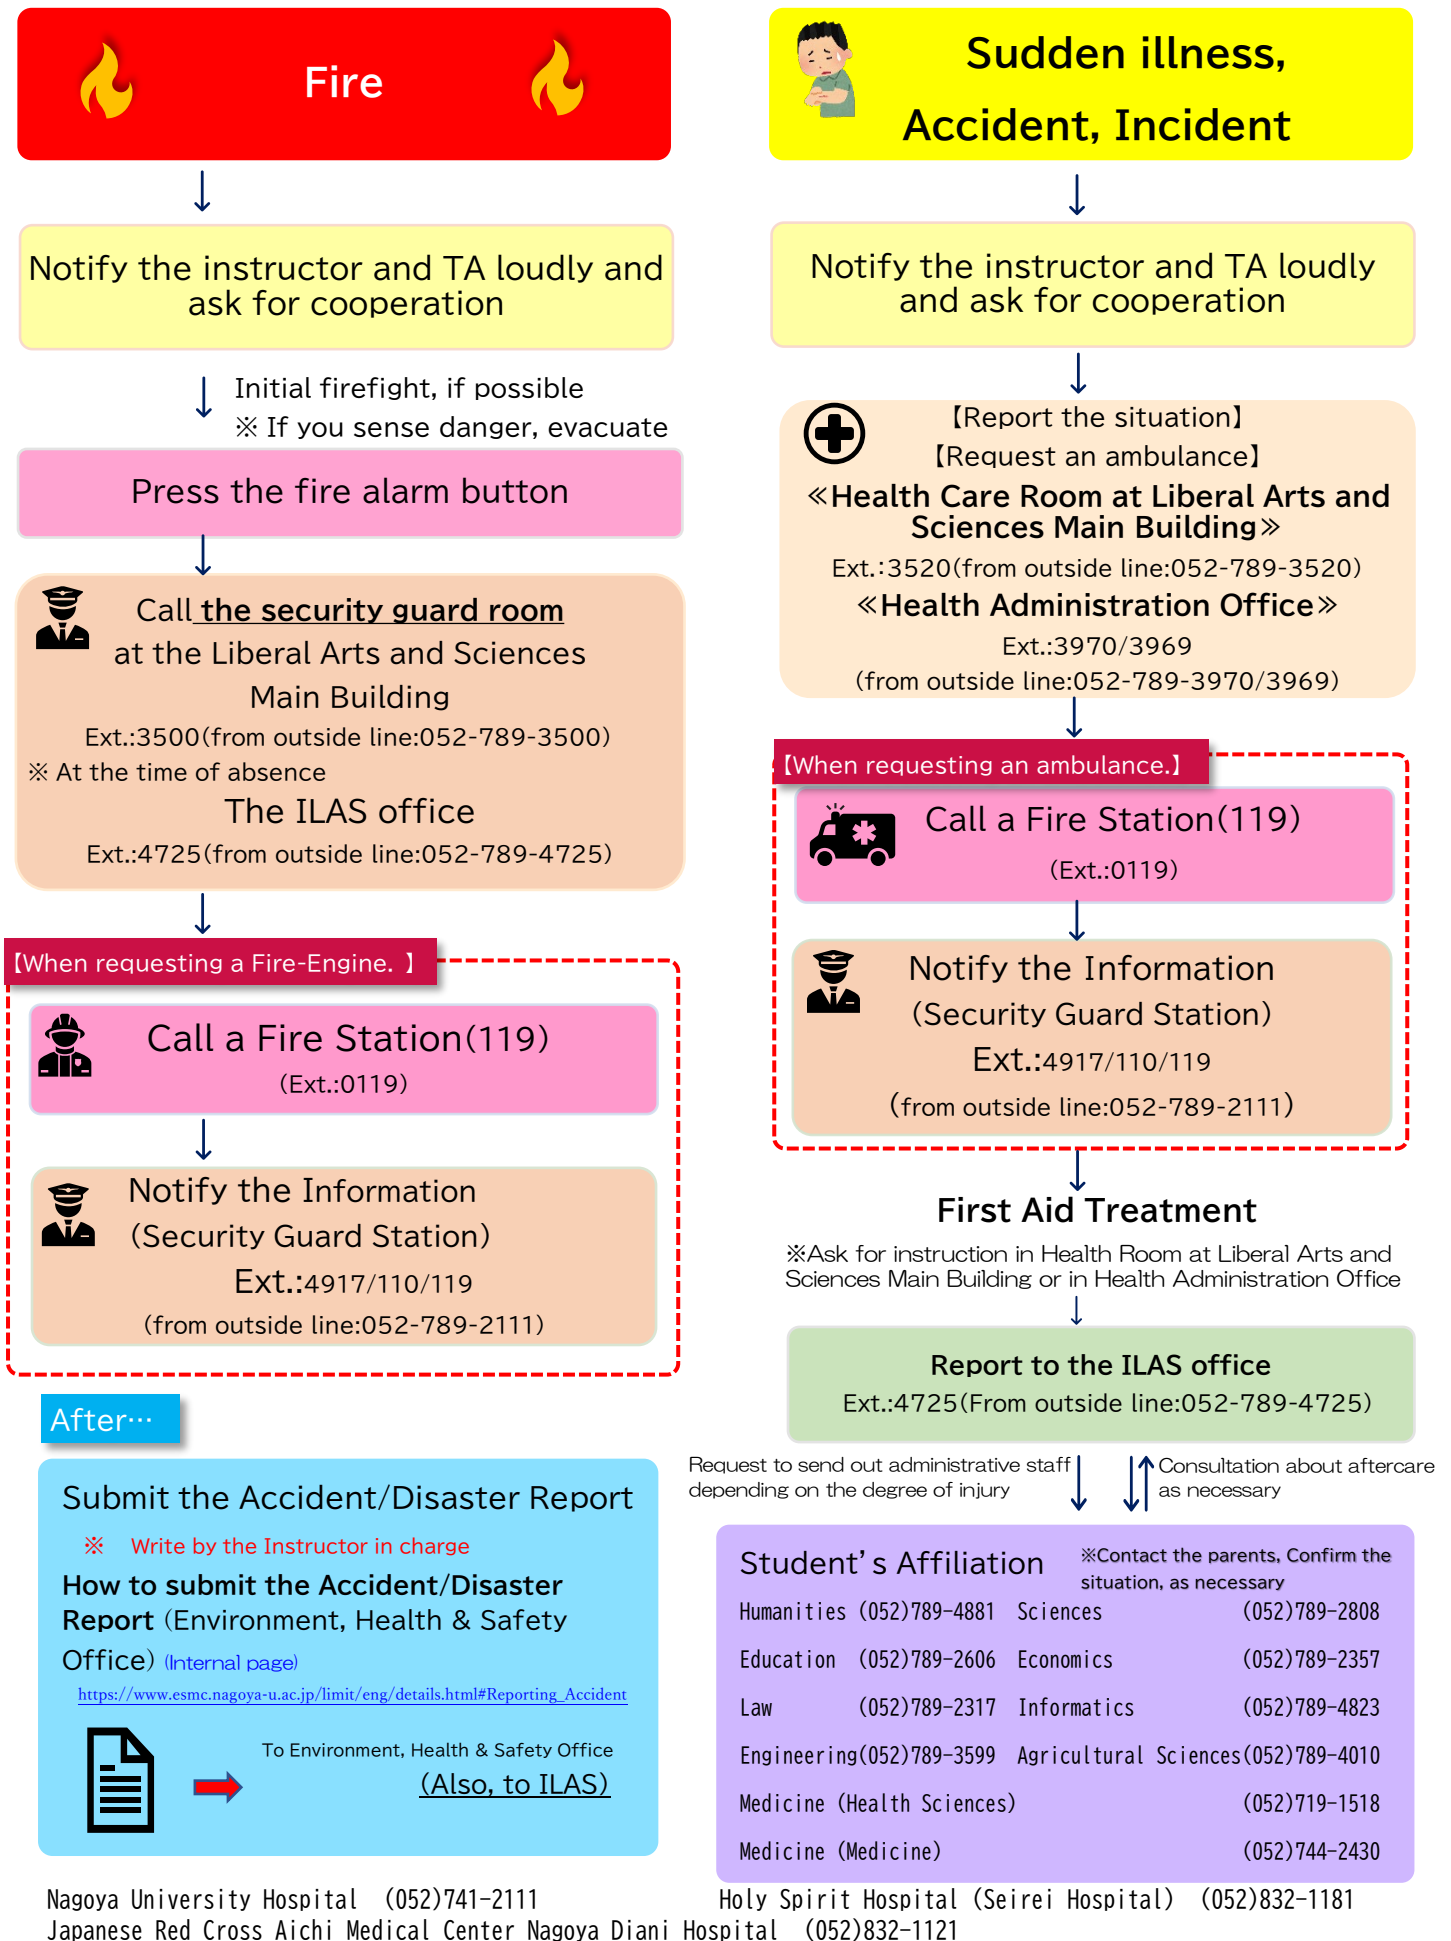 Fire
Notify the instructor and TA loudly and
ask for cooperation
Initial firefight, if possible
※ If you sense danger, evacuate
Press the fire alarm button
Call the security guard room
at the Liberal Arts and Sciences
Main Building
Ext.:3500(from outside line:052-789-3500)
※ At the time of absence
The ILAS office
Ext.:4725(from outside line:052-789-4725)
【When requesting a Fire-Engine. 】
Call a Fire Station(119)
(Ext.:0119)
Notify the Information
(Security Guard Station)
Ext.:4917/110/119
(from outside line:052-789-2111)
After…
Submit the Accident/Disaster Report
※ Write by the Instructor in charge
How to submit the Accident/Disaster
Report (Environment, Health & Safety
Office) (Internal page)
https://www.esmc.nagoya-u.ac.jp/limit/eng/details.html#Reporting_Accident
To Environment, Health & Safety Office
(Also, to ILAS)
Sudden illness,
Accident, Incident
Notify the instructor and TA loudly
and ask for cooperation
【Report the situation】
【Request an ambulance】
≪Health Care Room at Liberal Arts and
Sciences Main Building≫
Ext.:3520(from outside line:052-789-3520)
≪Health Administration Office≫
Ext.:3970/3969
(from outside line:052-789-3970/3969)
【When requesting an ambulance.】
Call a Fire Station(119)
(Ext.:0119)
Notify the Information
(Security Guard Station)
Ext.:4917/110/119
(from outside line:052-789-2111)
First Aid Treatment
※Ask for instruction in Health Room at Liberal Arts and
Sciences Main Building or in Health Administration Office
Report to the ILAS office
Ext.:4725(From outside line:052-789-4725)
Request to send out administrative staff
depending on the degree of injury
Consultation about aftercare
as necessary
Student's Affiliation
※Contact the parents, Confirm the
situation, as necessary
Humanities (052)789-4881 Sciences (052)789-2808
Education (052)789-2606 Economics (052)789-2357
Law (052)789-2317 Informatics (052)789-4823
Engineering(052)789-3599 Agricultural Sciences(052)789-4010
Medicine (Health Sciences) (052)719-1518
Medicine (Medicine) (052)744-2430
Nagoya University Hospital (052)741-2111 Holy Spirit Hospital (Seirei Hospital) (052)832-1181
Japanese Red Cross Aichi Medical Center Nagoya Diani Hospital (052)832-1121